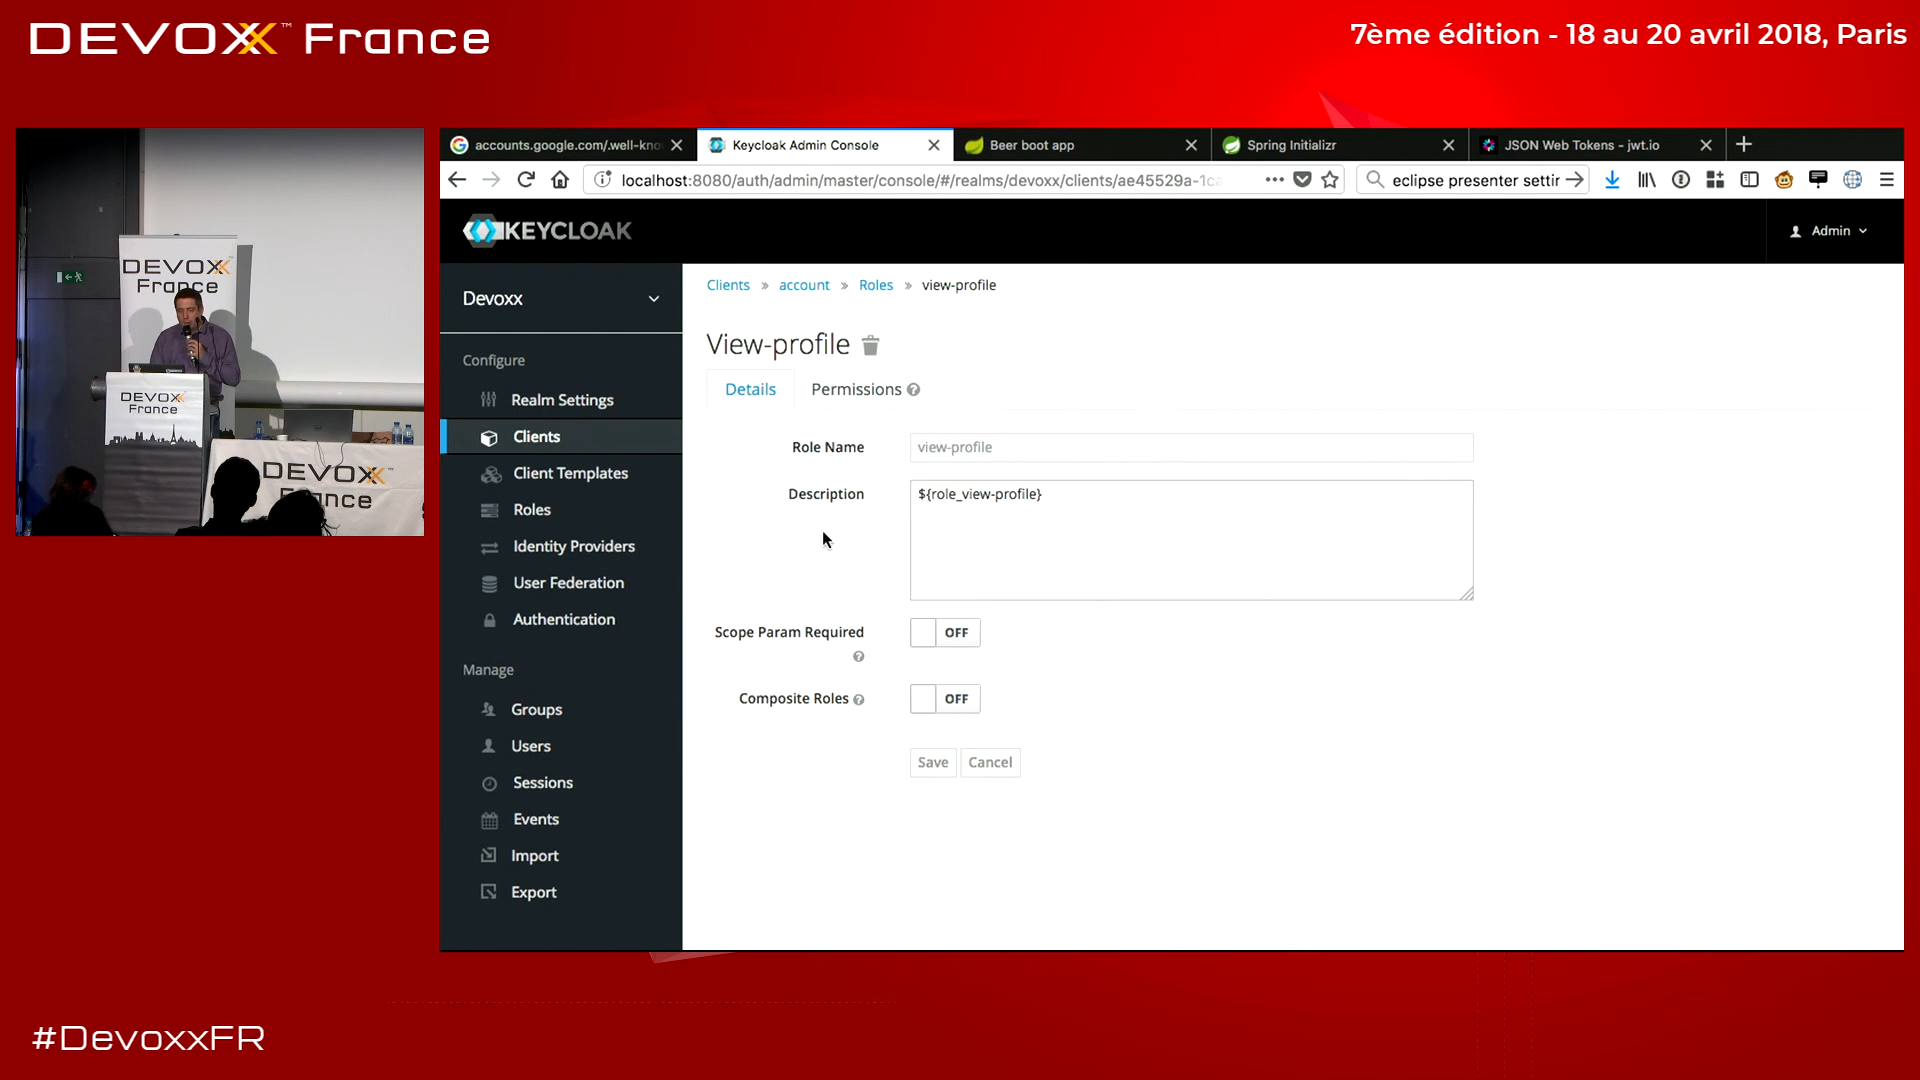 DEVOXX™ France
7ème édition - 18 au 20 avril 2018, Paris
accounts.google.com/.well-kno
Keycloak Admin Console
Beer boot app
Spring Initializr
JSON Web Tokens - jwt.io
localhost:8080/auth/admin/master/console/#/realms/devoxx/clients/ae45529a-1ca
eclipse presenter settir
KEYCLOAK
Admin
Devoxx
Configure
Realm Settings
Clients
Client Templates
Roles
Identity Providers
User Federation
Authentication
Manage
Groups
Users
Sessions
Events
Import
Export
Clients » account » Roles » view-profile
View-profile
Details
Permissions
Role Name
view-profile
Description
${role_view-profile}
Scope Param Required
OFF
Composite Roles
OFF
Save
Cancel
DEVOXX
France
DEVOXX
France
DEVOXX™
France
#DevoxxFR